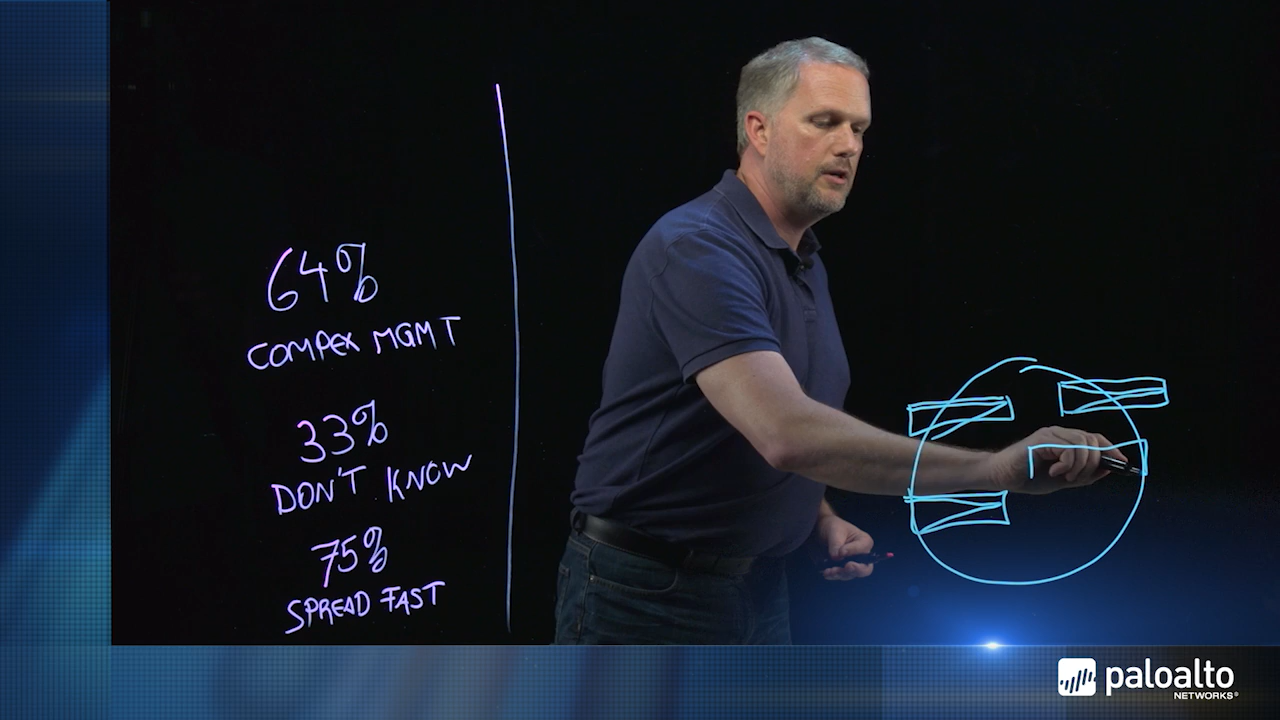 64%
COMPEX MGMT
33%
DON'T KNOW
75%
SPREAD FAST
paloalto
NETWORKS®